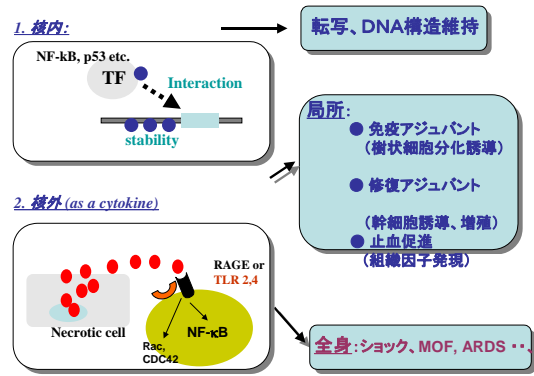 1. 核内:
転写、DNA構造維持
NF-kB, p53 etc.
TF
Interaction
stability
局所:
● 免疫アジュバント
(樹状細胞分化誘導)
● 修復アジュバント
(幹細胞誘導、増殖)
● 止血促進
(組織因子発現)
2. 核外 (as a cytokine)
RAGE or
TLR 2,4
Necrotic cell
NF-κB
Rac,
CDC42
全身:ショック、MOF, ARDS ・・、